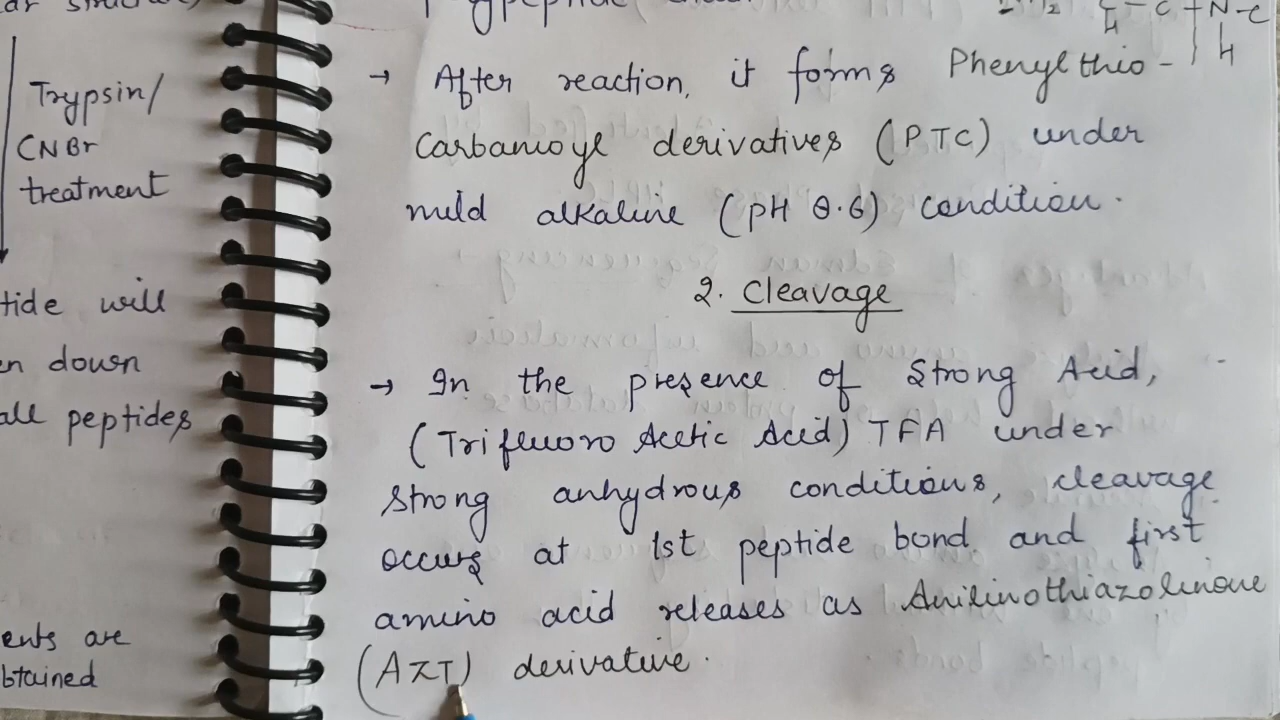 Trypsin/
CNBr
treatment
tide will
en down
all peptides
ents are
btained
→ After reaction, it forms Phenylthio-
Carbamoyl derivatives (PTC) under
mild alkaline (pH 8.6) condition.
2. Cleavage
→ In the presence of Strong Acid,
(Trifluoro Acetic Acid) TFA under
strong anhydrous conditions, cleavage
occurs at 1st peptide bond and first
amino acid releases as Anilinothiazolinone
(AZT) derivative.